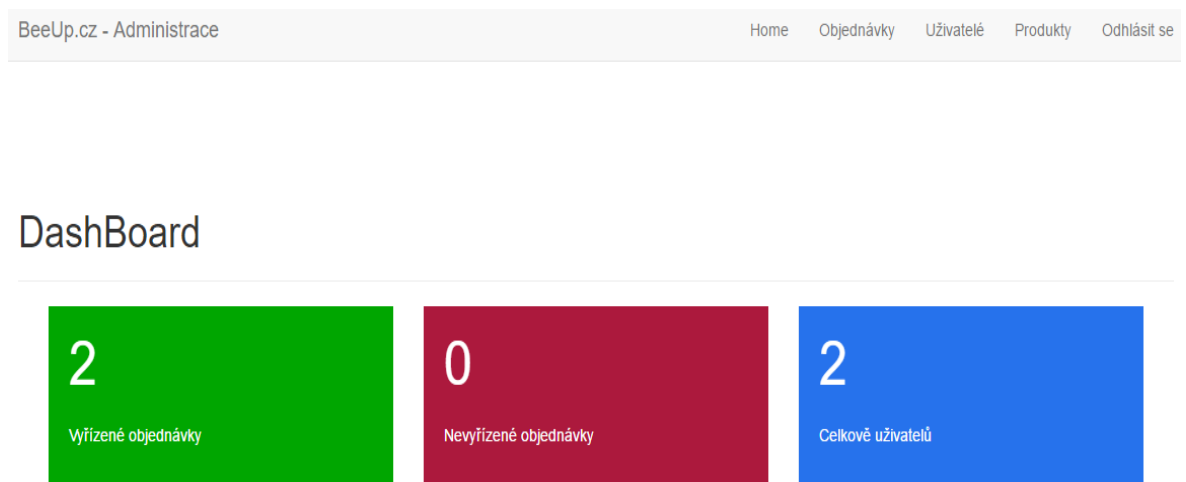 BeeUp.cz - Administrace Home Objednávky Uživatelé Produkty Odhlásit se
DashBoard
2 0 2
Vyřízené objednávky Nevyřízené objednávky Celkově uživatelů